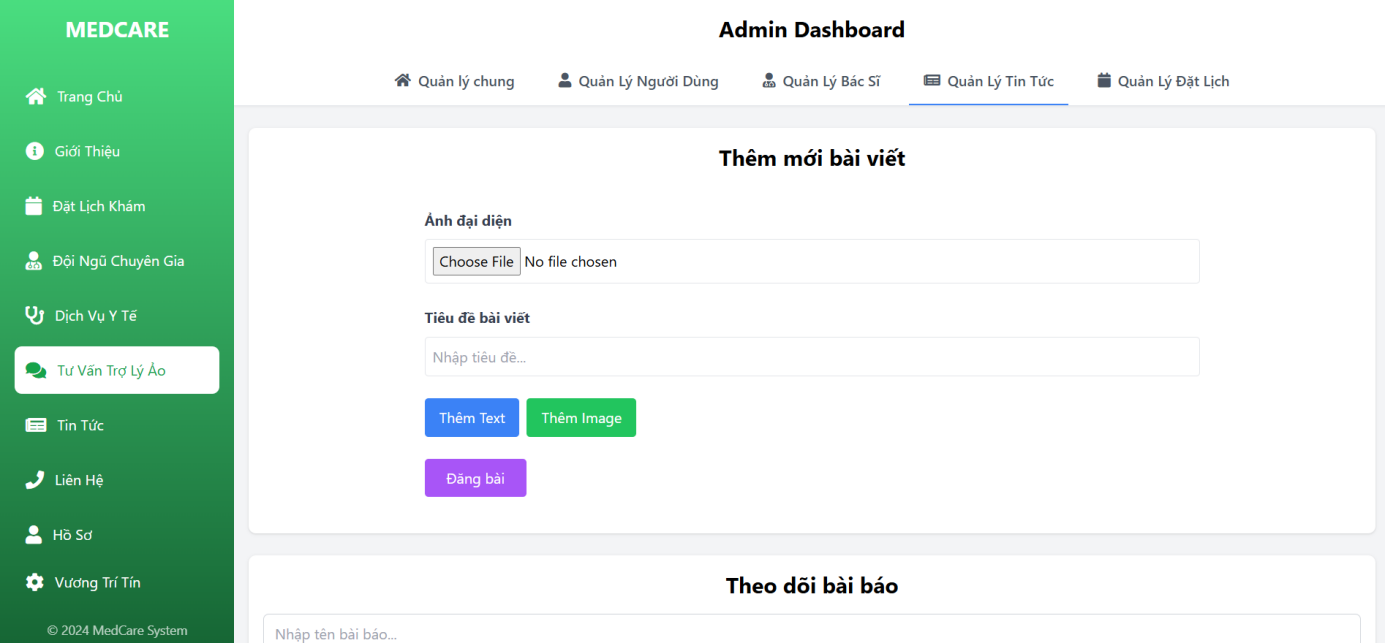 MEDCARE
Trang Chủ
Giới Thiệu
Đặt Lịch Khám
Đội Ngũ Chuyên Gia
Dịch Vụ Y Tế
Tư Vấn Trợ Lý Ảo
Tin Tức
Liên Hệ
Hồ Sơ
Vương Trí Tín
© 2024 MedCare System
Admin Dashboard
Quản lý chung
Quản Lý Người Dùng
Quản Lý Bác Sĩ
Quản Lý Tin Tức
Quản Lý Đặt Lịch
Thêm mới bài viết
Ảnh đại diện
Choose File No file chosen
Tiêu đề bài viết
Nhập tiêu đề...
Thêm Text
Thêm Image
Đăng bài
Theo dõi bài báo
Nhập tên bài báo...